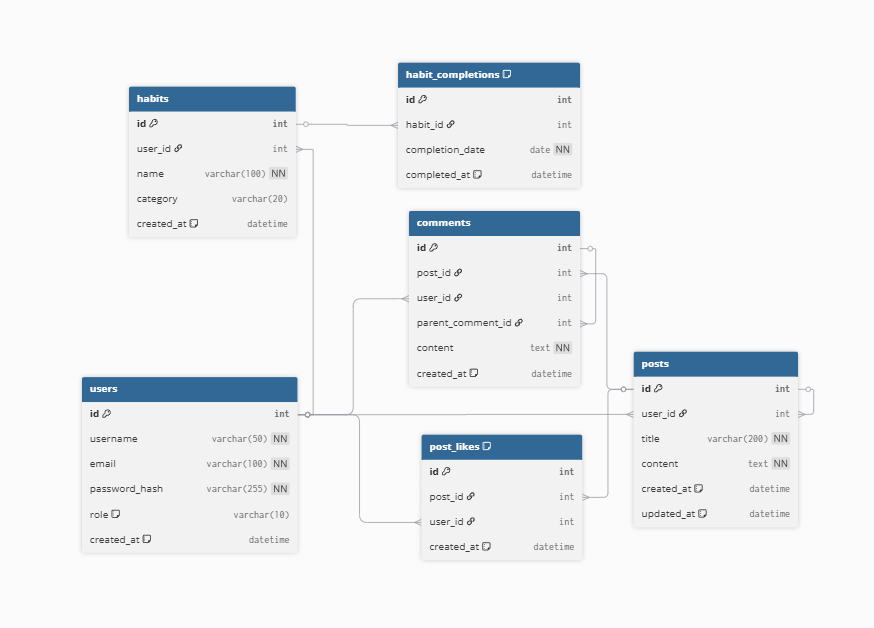 habits
id int
user_id int
name varchar(100) NN
category varchar(20)
created_at datetime
habit_completions
id int
habit_id int
completion_date date NN
completed_at datetime
comments
id int
post_id int
user_id int
parent_comment_id int
content text NN
created_at datetime
users
id int
username varchar(50) NN
email varchar(100) NN
password_hash varchar(255) NN
role varchar(10)
created_at datetime
post_likes
id int
post_id int
user_id int
created_at datetime
posts
id int
user_id int
title varchar(200) NN
content text NN
created_at datetime
updated_at datetime